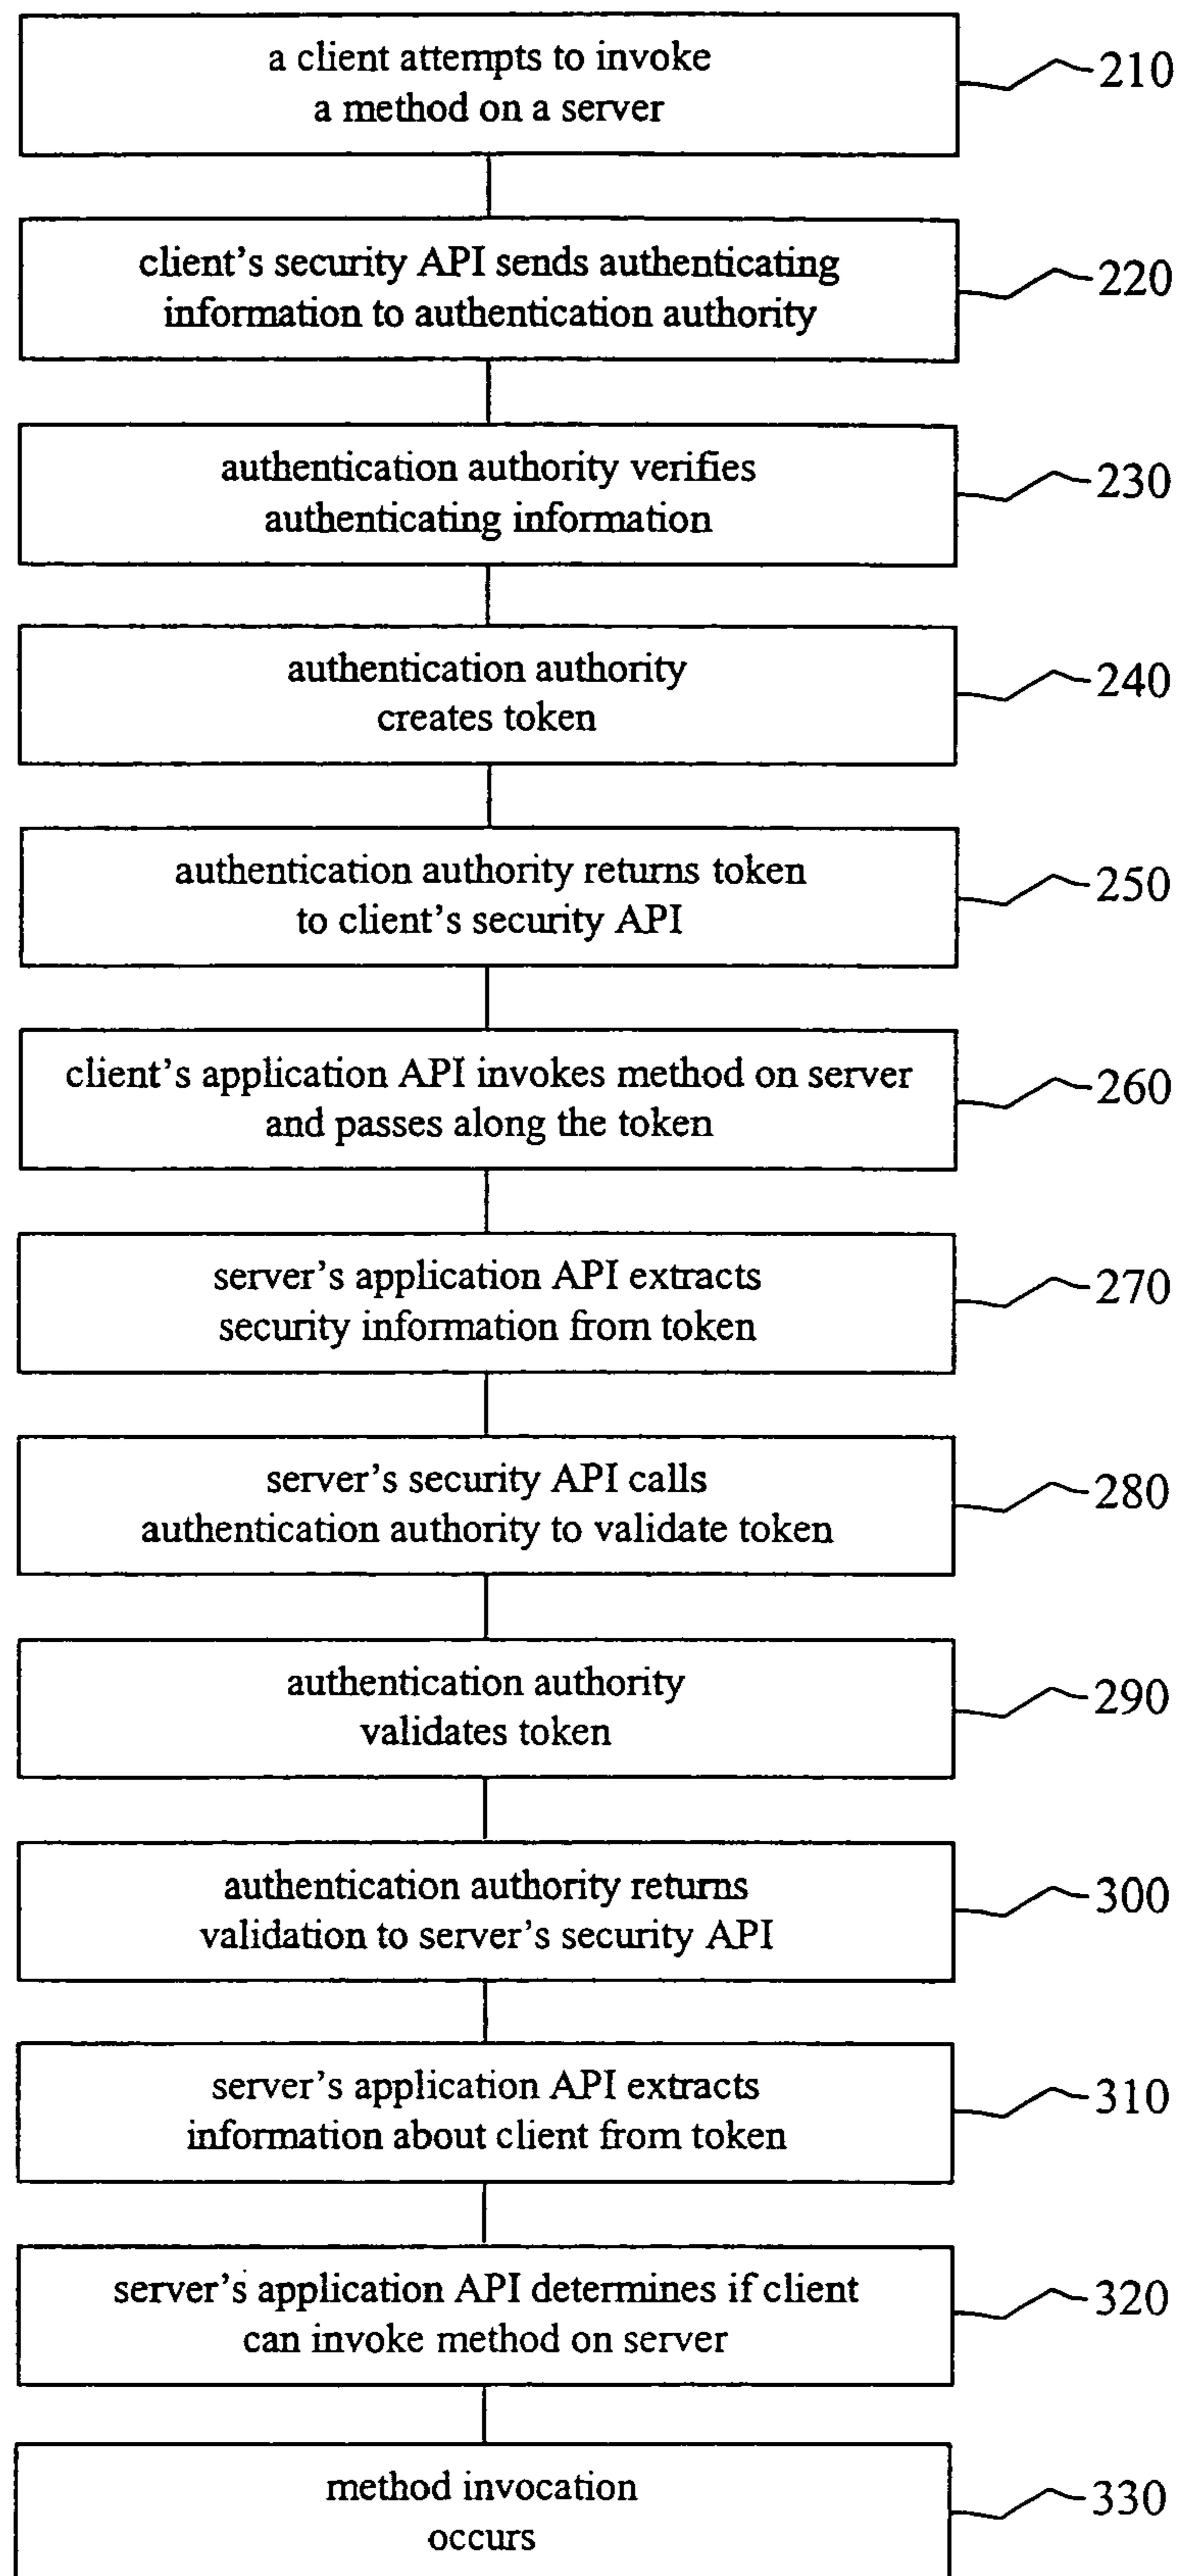 a client attempts to invoke
a method on a server
210
client's security API sends authenticating
information to authentication authority
220
authentication authority verifies
authenticating information
230
authentication authority
creates token
240
authentication authority returns token
to client's security API
250
client's application API invokes method on server
and passes along the token
260
server's application API extracts
security information from token
270
server's security API calls
authentication authority to validate token
280
authentication authority
validates token
290
authentication authority returns
validation to server's security API
300
server's application API extracts
information about client from token
310
server's application API determines if client
can invoke method on server
320
method invocation
occurs
330